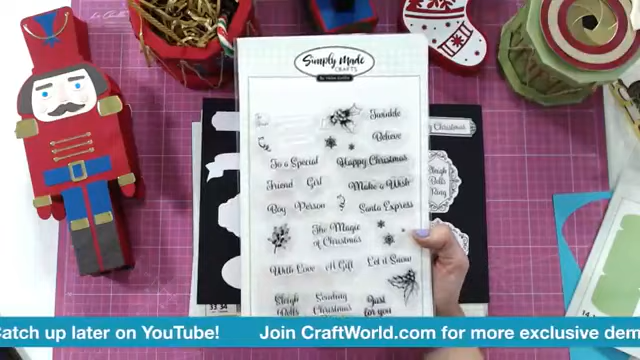 Simply Made
CRAFTS
Twinkle
Believe
To a Special
Happy Christmas
Friend Girl
Make a Wish
Boy Person
Santa Express
The Magic
of Christmas
With Love A Gift
Let it Snow
Sleigh
Bells
Sending
Christmas
Just
for you
Christmas
Sleigh
Bells
Ring
Catch up later on YouTube! Join CraftWorld.com for more exclusive dem